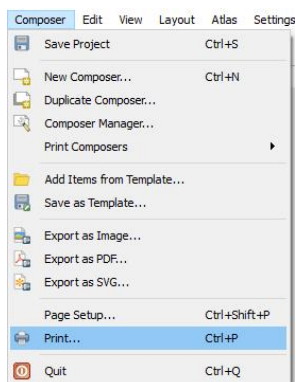 Composer Edit View Layout Atlas Settings
Save Project Ctrl+S
New Composer... Ctrl+N
Duplicate Composer...
Composer Manager...
Print Composers
Add Items from Template...
Save as Template...
Export as Image...
Export as PDF...
Export as SVG...
Page Setup... Ctrl+Shift+P
Print... Ctrl+P
Quit Ctrl+Q